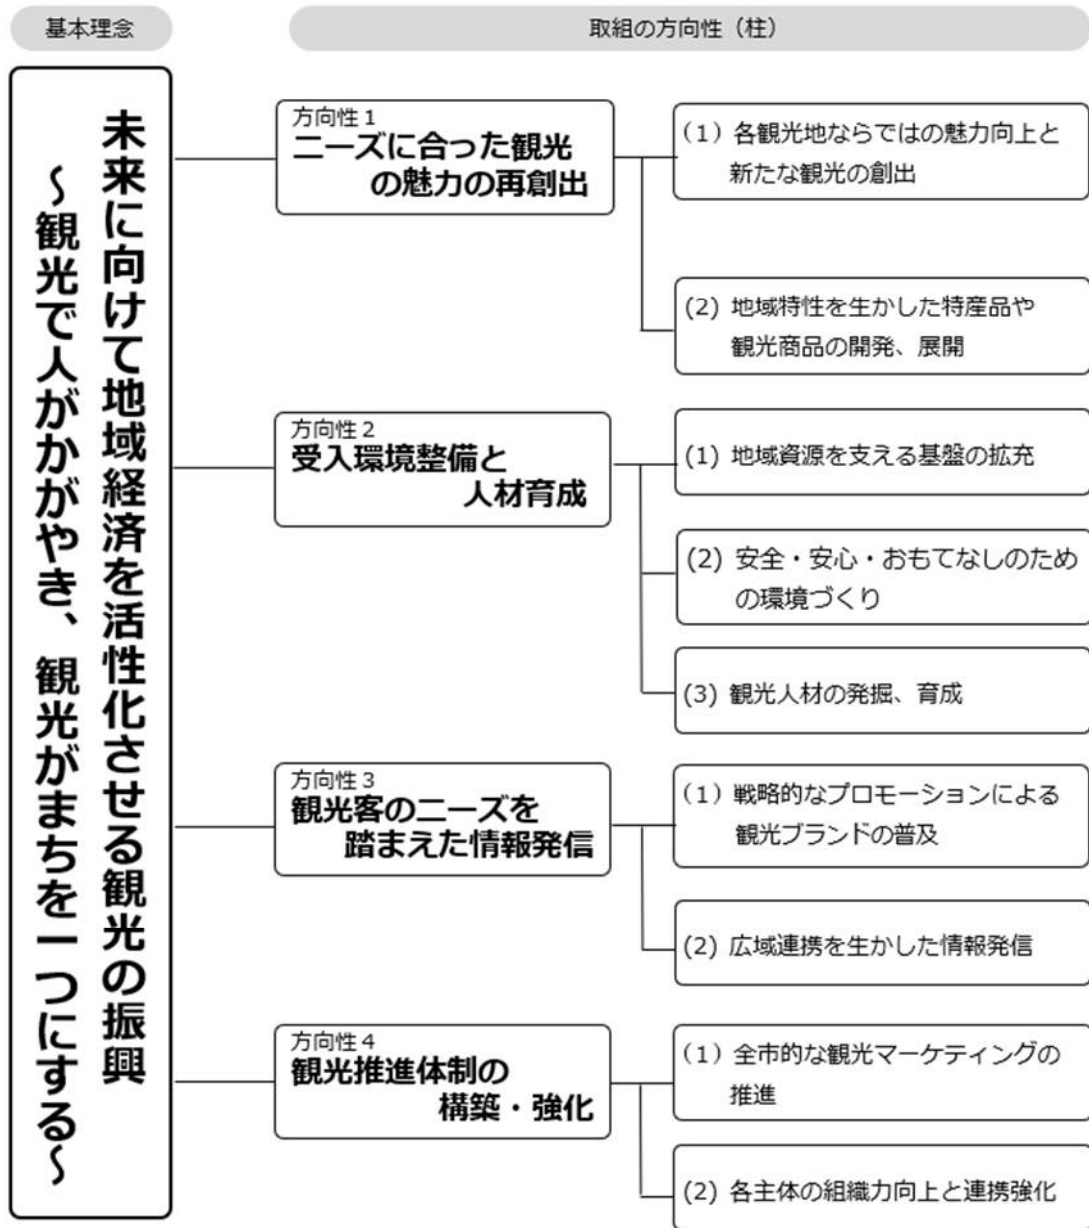 基本理念
取組の方向性（柱）
未来に向けて地域経済を活性化させる観光の振興
～観光で人がかがやき、観光がまちを一つにする～
方向性１
ニーズに合った観光
の魅力の再創出
（1）各観光地ならではの魅力向上と
新たな観光の創出
(2) 地域特性を生かした特産品や
観光商品の開発、展開
方向性２
受入環境整備と
人材育成
(1) 地域資源を支える基盤の拡充
(2) 安全・安心・おもてなしのため
の環境づくり
(3) 観光人材の発掘、育成
方向性３
観光客のニーズを
踏まえた情報発信
（1）戦略的なプロモーションによる
観光ブランドの普及
(2) 広域連携を生かした情報発信
方向性４
観光推進体制の
構築・強化
（1）全市的な観光マーケティングの
推進
(2) 各主体の組織力向上と連携強化